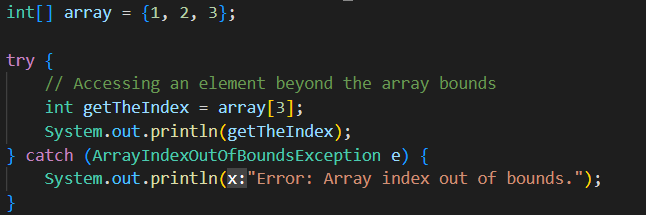 int[] array = {1, 2, 3};
try {
// Accessing an element beyond the array bounds
int getTheIndex = array[3];
System.out.println(getTheIndex);
} catch (ArrayIndexOutOfBoundsException e) {
System.out.println(x:"Error: Array index out of bounds.");
}